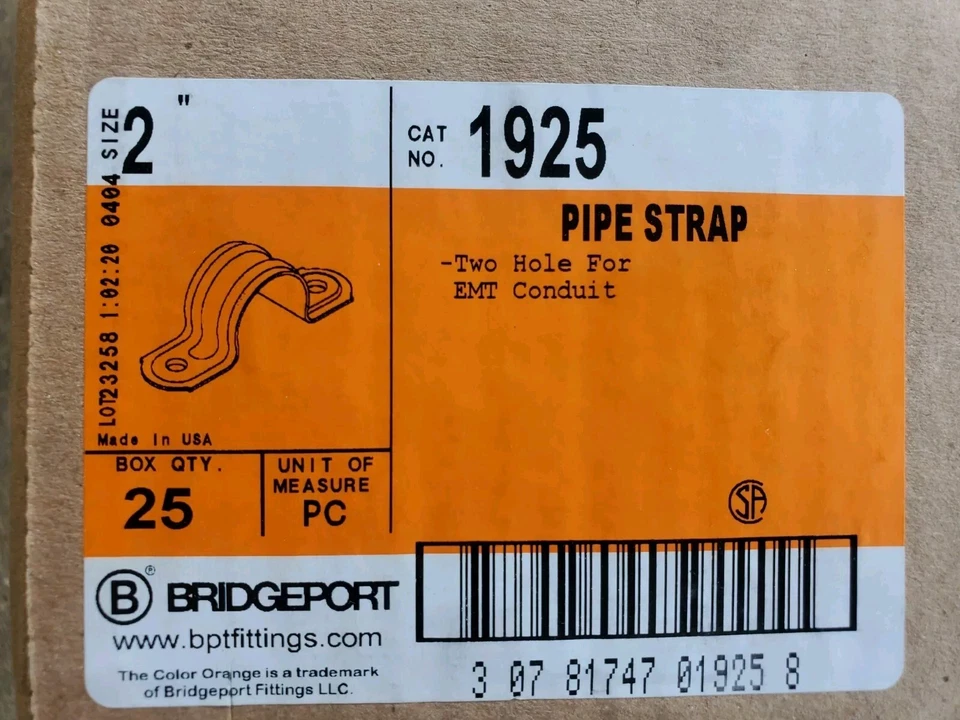 SIZE 2 "
CAT NO. 1925
PIPE STRAP
-Two Hole For
EMT Conduit
LOT23258 1:02:20 0404
Made In USA
BOX QTY.
25
UNIT OF
MEASURE
PC
SA
B ® BRIDGEPORT
www.bptfittings.com
The Color Orange is a trademark
of Bridgeport Fittings LLC.
3 07 81747 01925 8